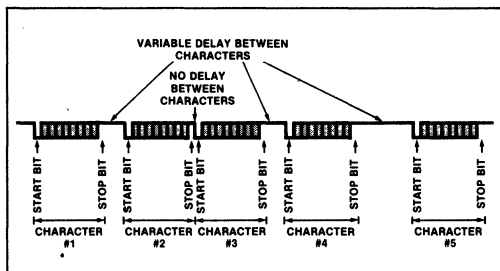 VARIABLE DELAY BETWEEN
CHARACTERS
NO DELAY
BETWEEN
CHARACTERS
START BIT
STOP BIT
START BIT
STOP BIT
START BIT
STOP BIT
START BIT
STOP BIT
START BIT
STOP BIT
CHARACTER
#1
CHARACTER
#2
CHARACTER
#3
CHARACTER
#4
CHARACTER
#5